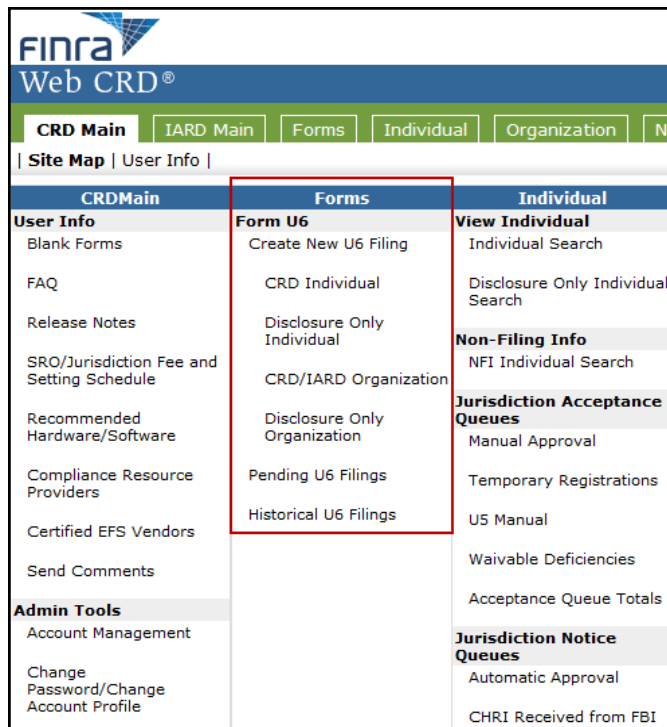 FINra
Web CRD®
CRD Main IARD Main Forms Individual Organization N
| Site Map | User Info |
CRDMain
User Info
Blank Forms
FAQ
Release Notes
SRO/Jurisdiction Fee and
Setting Schedule
Recommended
Hardware/Software
Compliance Resource
Providers
Certified EFS Vendors
Send Comments
Admin Tools
Account Management
Change
Password/Change
Account Profile
Forms
Form U6
Create New U6 Filing
CRD Individual
Disclosure Only
Individual
CRD/IARD Organization
Disclosure Only
Organization
Pending U6 Filings
Historical U6 Filings
Individual
View Individual
Individual Search
Disclosure Only Individual
Search
Non-Filing Info
NFI Individual Search
Jurisdiction Acceptance
Queues
Manual Approval
Temporary Registrations
U5 Manual
Waivable Deficiencies
Acceptance Queue Totals
Jurisdiction Notice
Queues
Automatic Approval
CHRI Received from FBI